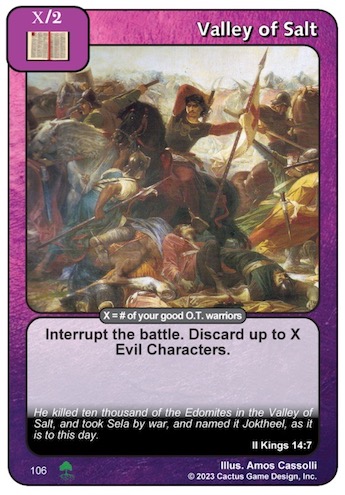 X/2
Valley of Salt
X = # of your good O.T. warriors
Interrupt the battle. Discard up to X
Evil Characters.
He killed ten thousand of the Edomites in the Valley of
Salt, and took Sela by war, and named it Joktheel, as it
is to this day.
II Kings 14:7
Illus. Amos Cassolli
106
© 2023 Cactus Game Design, Inc.